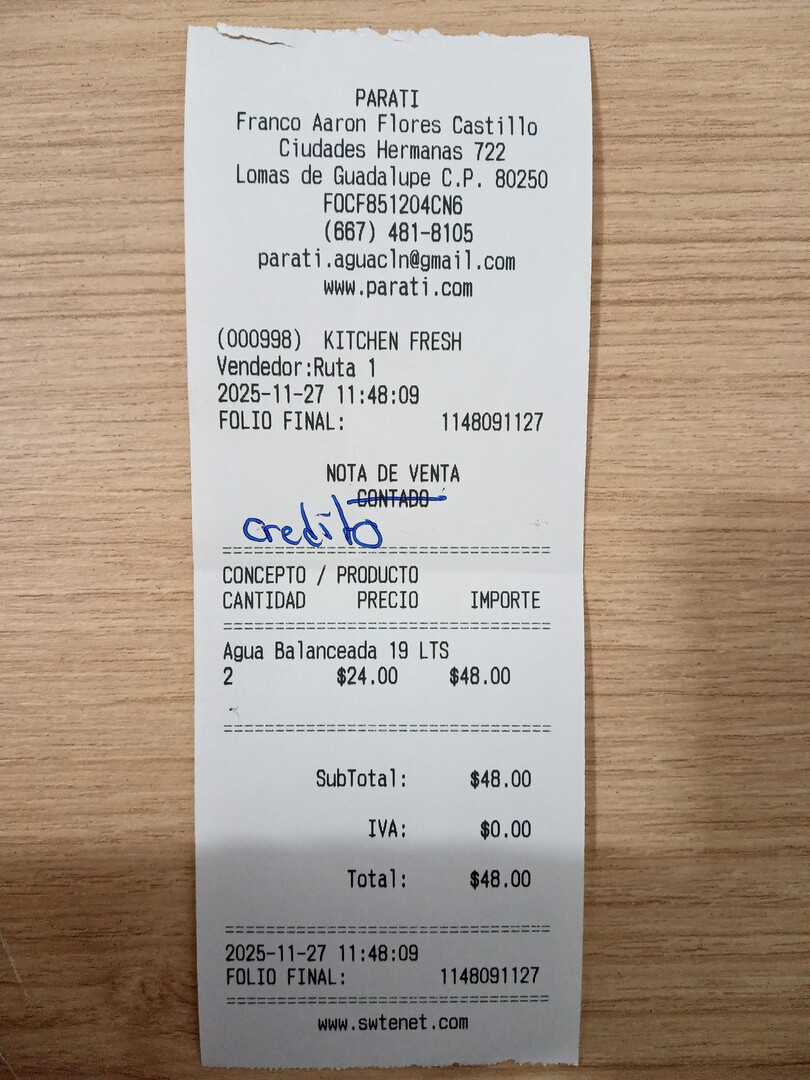 PARATI
Franco Aaron Flores Castillo
Ciudades Hermanas 722
Lomas de Guadalupe C.P. 80250
FOCF851204CN6
(667) 481-8105
parati.aguacln@gmail.com
www.parati.com
(000998) KITCHEN FRESH
Vendedor:Ruta 1
2025-11-27 11:48:09
FOLIO FINAL: 1148091127
NOTA DE VENTA
CONTADO
credito
===============================
CONCEPTO / PRODUCTO
CANTIDAD PRECIO IMPORTE
===============================
Agua Balanceada 19 LTS
2 $24.00 $48.00
===============================
SubTotal: $48.00
IVA: $0.00
Total: $48.00
===============================
2025-11-27 11:48:09
FOLIO FINAL: 1148091127
===============================
www.swtenet.com